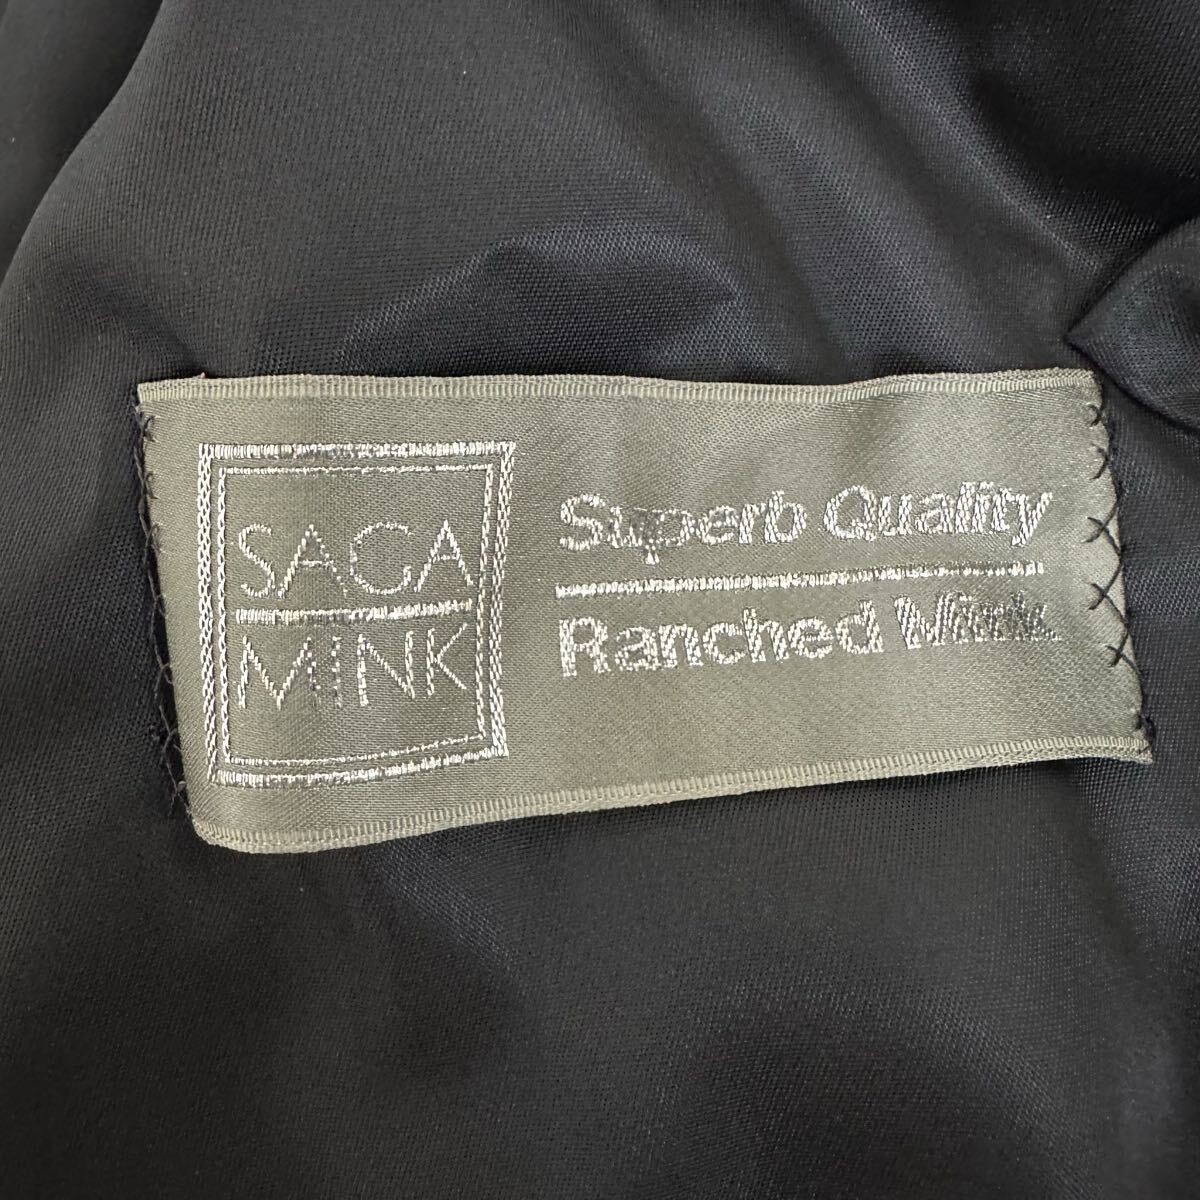 SAGA
MINK
Superb Quality
Ranched Mink.